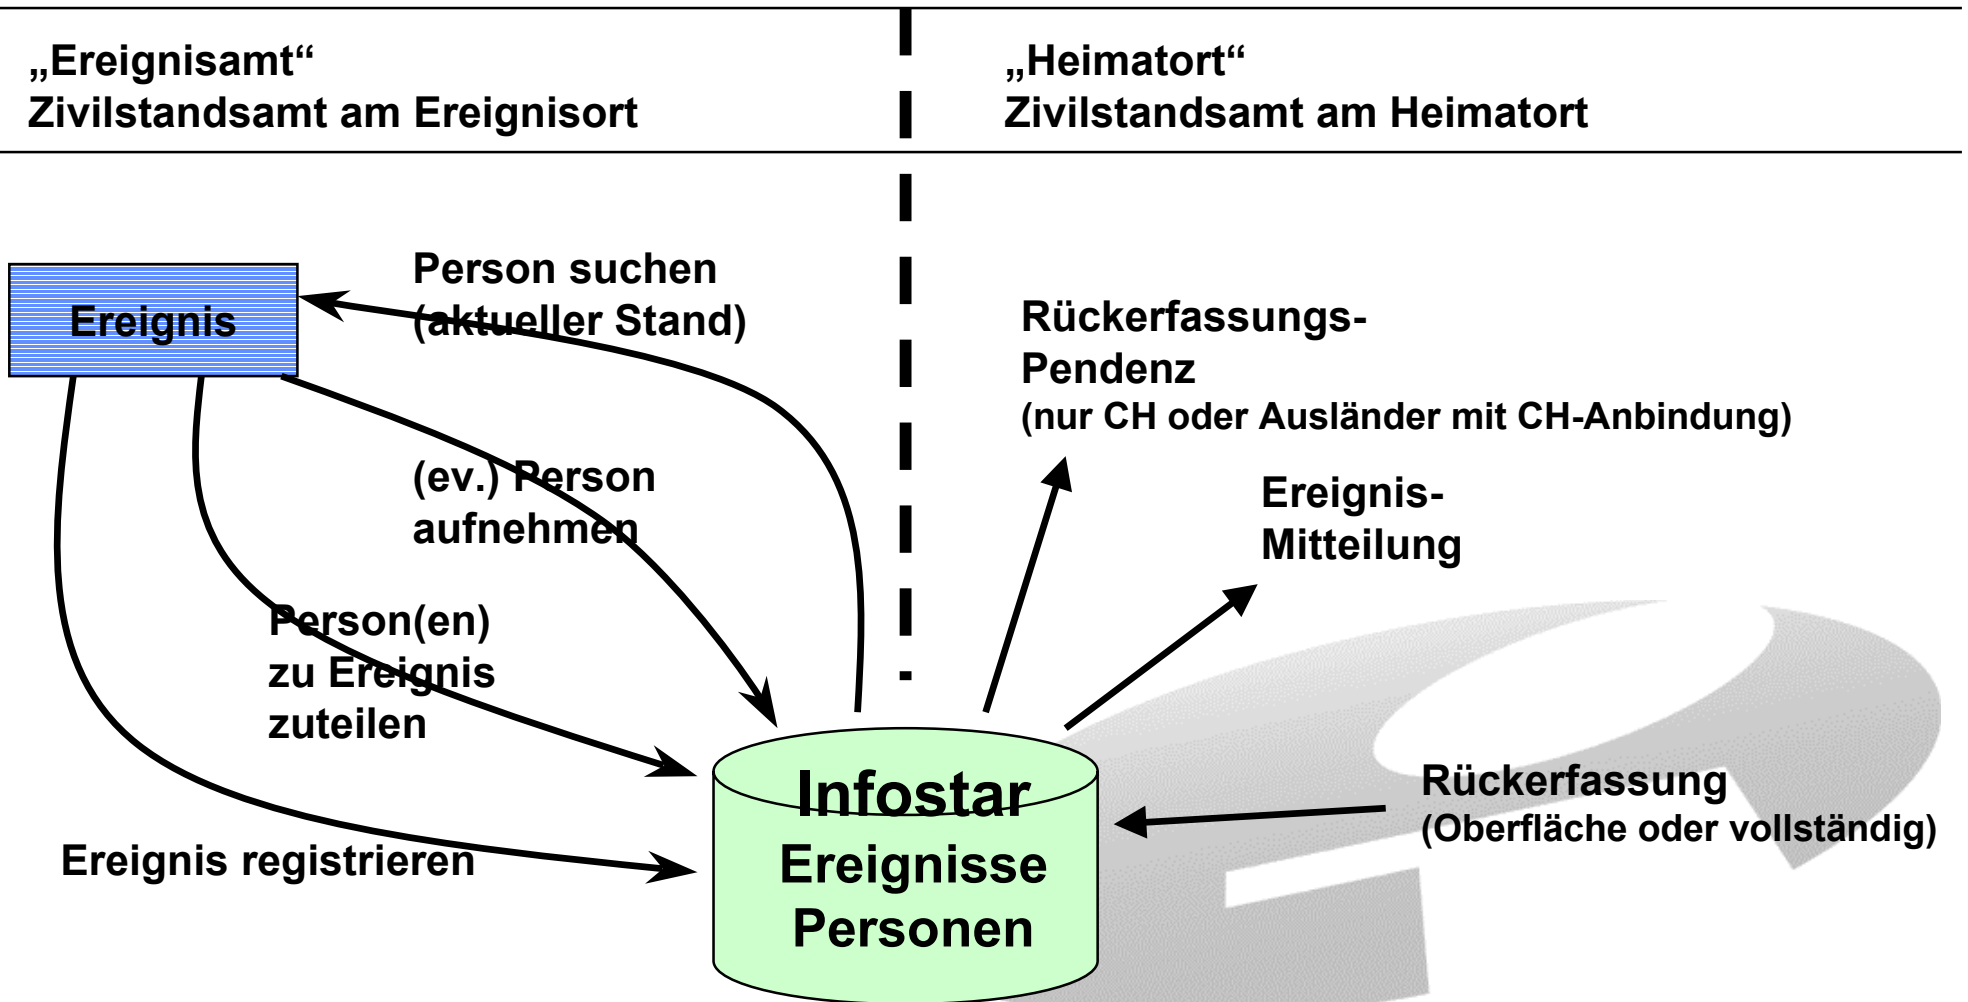 „Ereignisamt“
Zivilstandsamt am Ereignisort
„Heimatort“
Zivilstandsamt am Heimatort
Ereignis
Person suchen
(aktueller Stand)
(ev.) Person
aufnehmen
Person(en)
zu Ereignis
zuteilen
Ereignis registrieren
Rückerfassungs-
Pendenz
(nur CH oder Ausländer mit CH-Anbindung)
Ereignis-
Mitteilung
Rückerfassung
(Oberfläche oder vollständig)
Infostar
Ereignisse
Personen